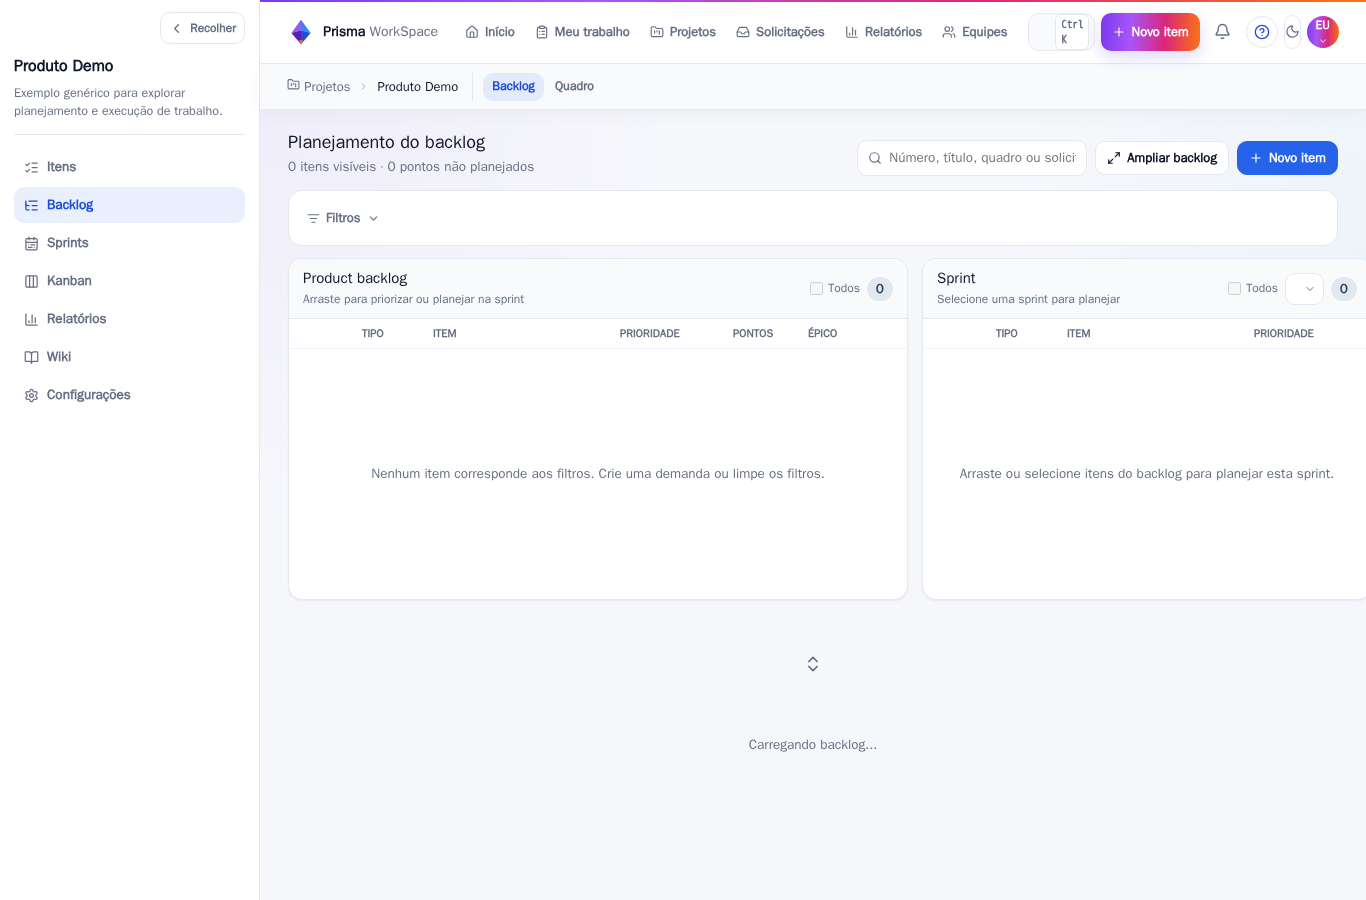 Recolher
Produto Demo
Exemplo genérico para explorar
planejamento e execução de trabalho.
Itens
Backlog
Sprints
Kanban
Relatórios
Wiki
Configurações
Prisma WorkSpace
Início
Meu trabalho
Projetos
Solicitações
Relatórios
Equipes
Ctrl
K
Novo item
EU
Projetos
Produto Demo
Backlog
Quadro
Planejamento do backlog
0 itens visíveis · 0 pontos não planejados
Número, título, quadro ou solici
Ampliar backlog
Novo item
Filtros
Product backlog
Arraste para priorizar ou planejar na sprint
Todos
0
TIPO ITEM PRIORIDADE PONTOS ÉPICO
Nenhum item corresponde aos filtros. Crie uma demanda ou limpe os filtros.
Sprint
Selecione uma sprint para planejar
Todos
0
TIPO ITEM PRIORIDADE
Arraste ou selecione itens do backlog para planejar esta sprint.
Carregando backlog...